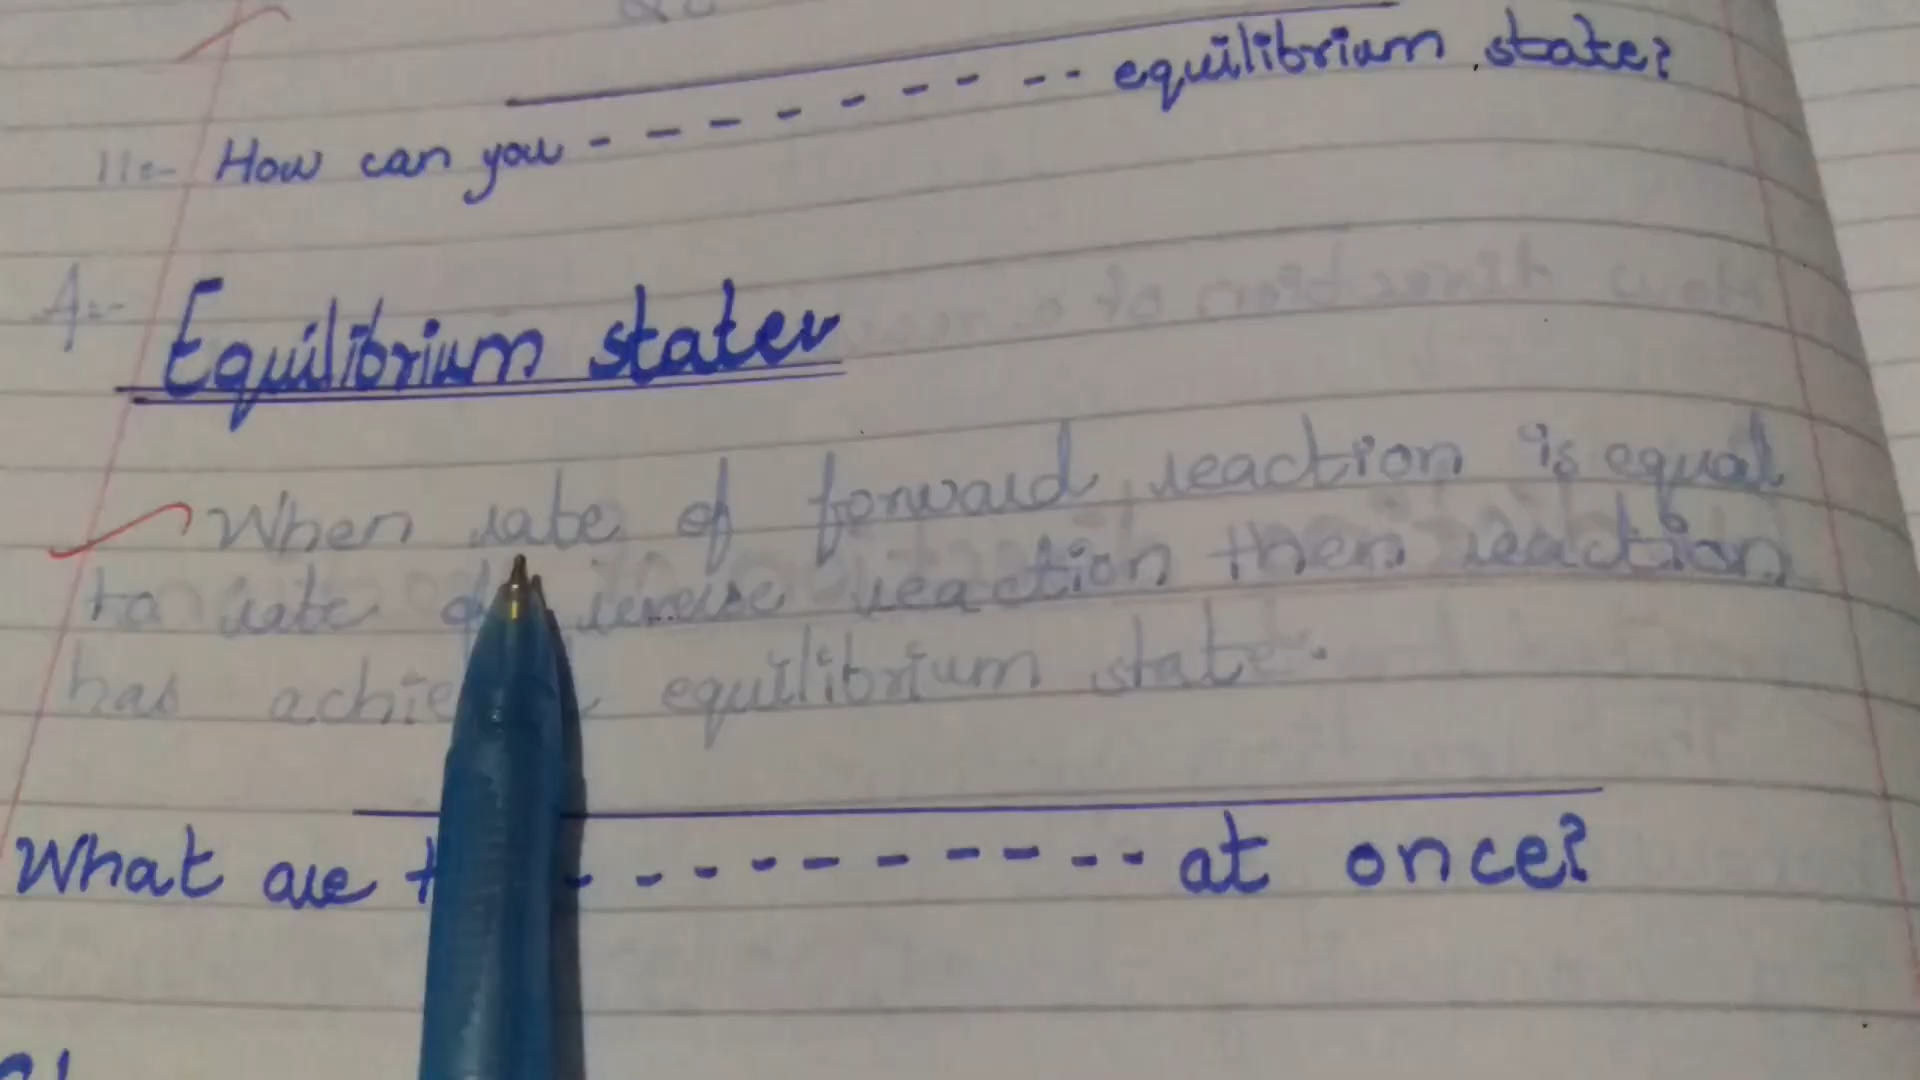 11:- How can you - - - - - - - - - equilibrium state?
A:-
Equilibrium state:
When rate of forward reaction is equal
to rate of reverse reaction then reaction
has equilibrium state.
What are - - - - - - - - - at once?